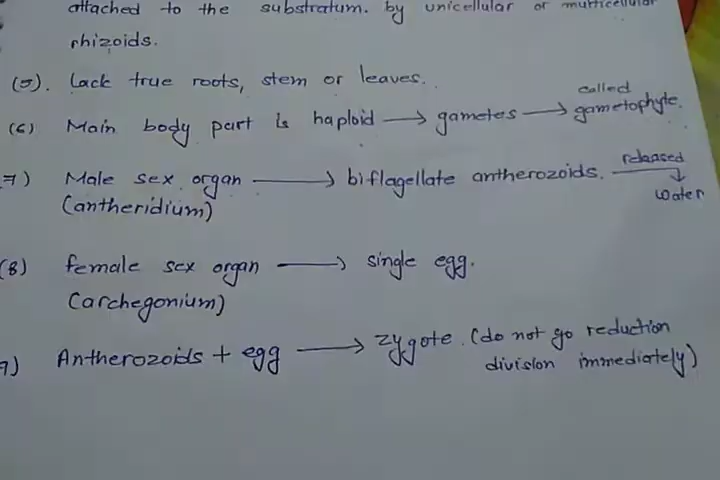 attached to the substratum. by unicellular or multicellular
rhizoids.
(5). Lack true roots, stem or leaves.
(6) Main body part is haploid → gametes → called gametophyte.
7) Male sex organ → biflagellate antherozoids. released → water
(antheridium)
(8) female sex organ → single egg.
(archegonium)
9) Antherozoids + egg → zygote. (do not go reduction
division immediately)